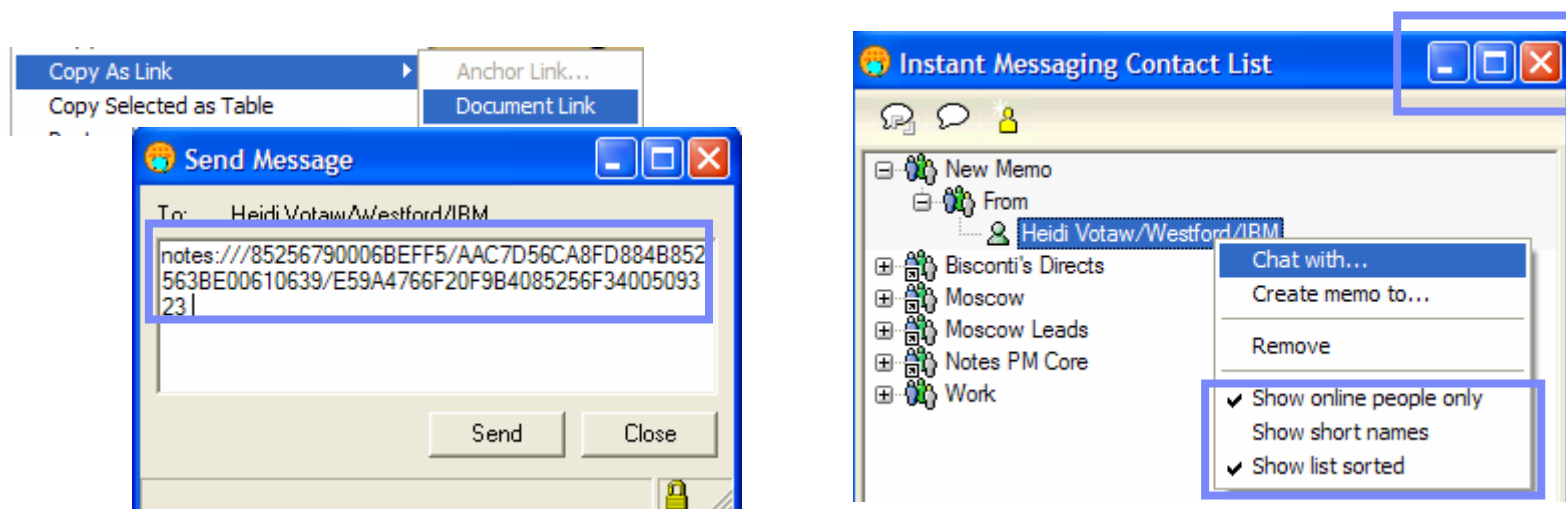 Copy As Link
Anchor Link...
Copy Selected as Table
Document Link
Send Message
To: Heidi Votaw/Westford/IBM
notes:///85256790006BEFF5/AAC7D56CA8FD884B852
563BE00610639/E59A4766F20F9B4085256F34005093
23
Send
Close
Instant Messaging Contact List
New Memo
From
Heidi Votaw/Westford/IBM
Bisconti's Directs
Moscow
Moscow Leads
Notes PM Core
Work
Chat with...
Create memo to...
Remove
Show online people only
Show short names
Show list sorted